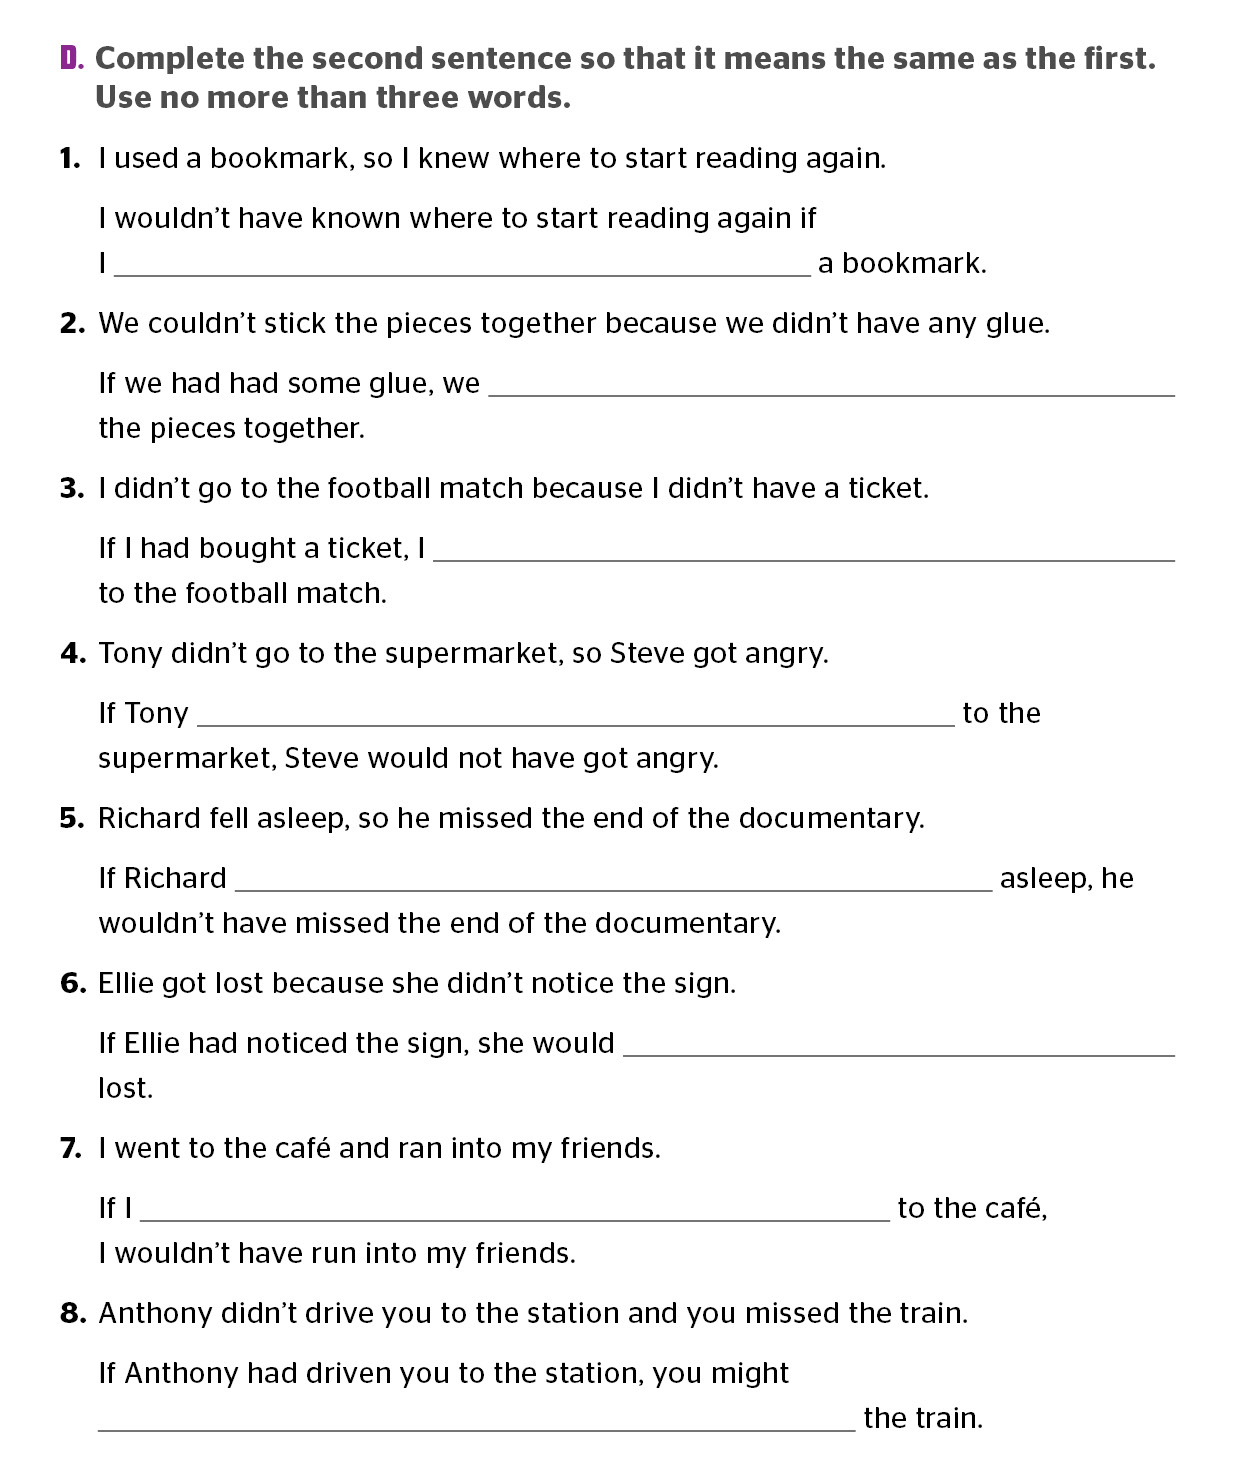 D. Complete the second sentence so that it means the same as the first.
Use no more than three words.
1. I used a bookmark, so I knew where to start reading again.
I wouldn’t have known where to start reading again if
I ______ a bookmark.
2. We couldn’t stick the pieces together because we didn’t have any glue.
If we had had some glue, we ______
the pieces together.
3. I didn’t go to the football match because I didn’t have a ticket.
If I had bought a ticket, I ______
to the football match.
4. Tony didn’t go to the supermarket, so Steve got angry.
If Tony ______ to the
supermarket, Steve would not have got angry.
5. Richard fell asleep, so he missed the end of the documentary.
If Richard ______ asleep, he
wouldn’t have missed the end of the documentary.
6. Ellie got lost because she didn’t notice the sign.
If Ellie had noticed the sign, she would ______
lost.
7. I went to the café and ran into my friends.
If I ______ to the café,
I wouldn’t have run into my friends.
8. Anthony didn’t drive you to the station and you missed the train.
If Anthony had driven you to the station, you might
______ the train.